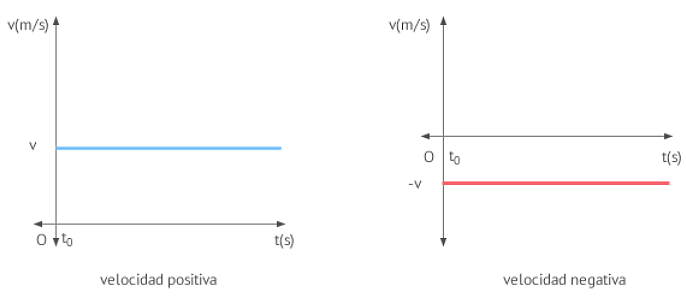 v(m/s)
v
O t₀ t(s)
velocidad positiva
v(m/s)
O t₀ t(s)
-v
velocidad negativa